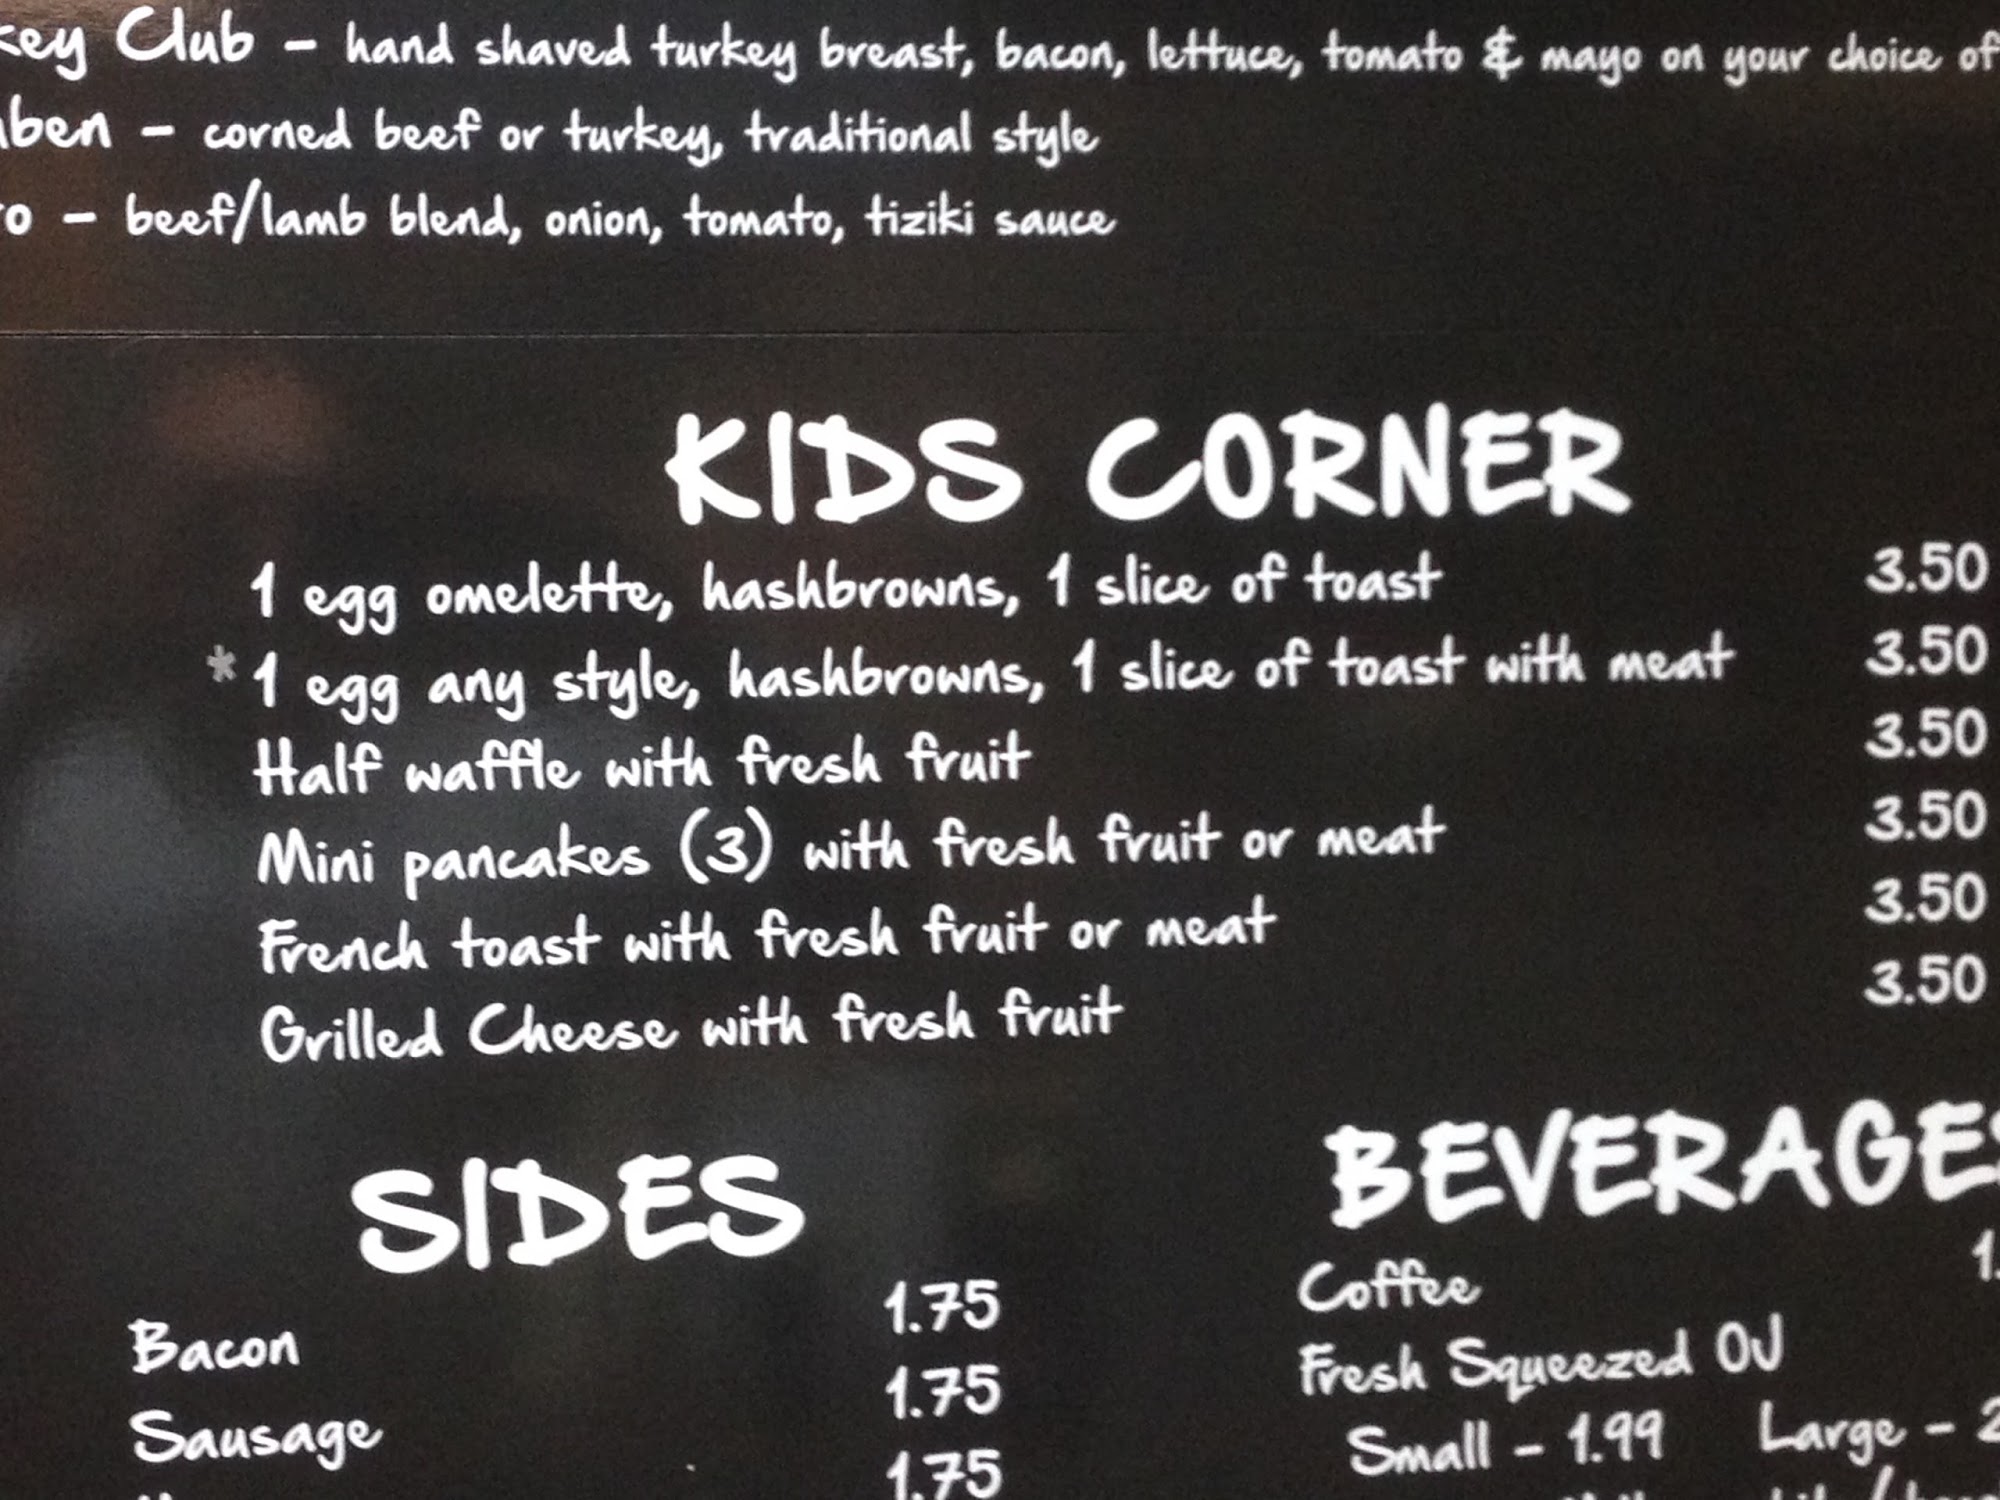 Club – hand shaved turkey breast, bacon, lettuce, tomato & mayo on your choice of
– corned beef or turkey, traditional style
– beef/lamb blend, onion, tomato, tiziki sauce
KIDS CORNER
1 egg omelette, hashbrowns, 1 slice of toast 3.50
* 1 egg any style, hashbrowns, 1 slice of toast with meat 3.50
Half waffle with fresh fruit 3.50
Mini pancakes (3) with fresh fruit or meat 3.50
French toast with fresh fruit or meat 3.50
Grilled Cheese with fresh fruit 3.50
SIDES
Bacon 1.75
Sausage 1.75
1.75
BEVERAGES
Coffee
Fresh Squeezed OJ
Small – 1.99 Large –